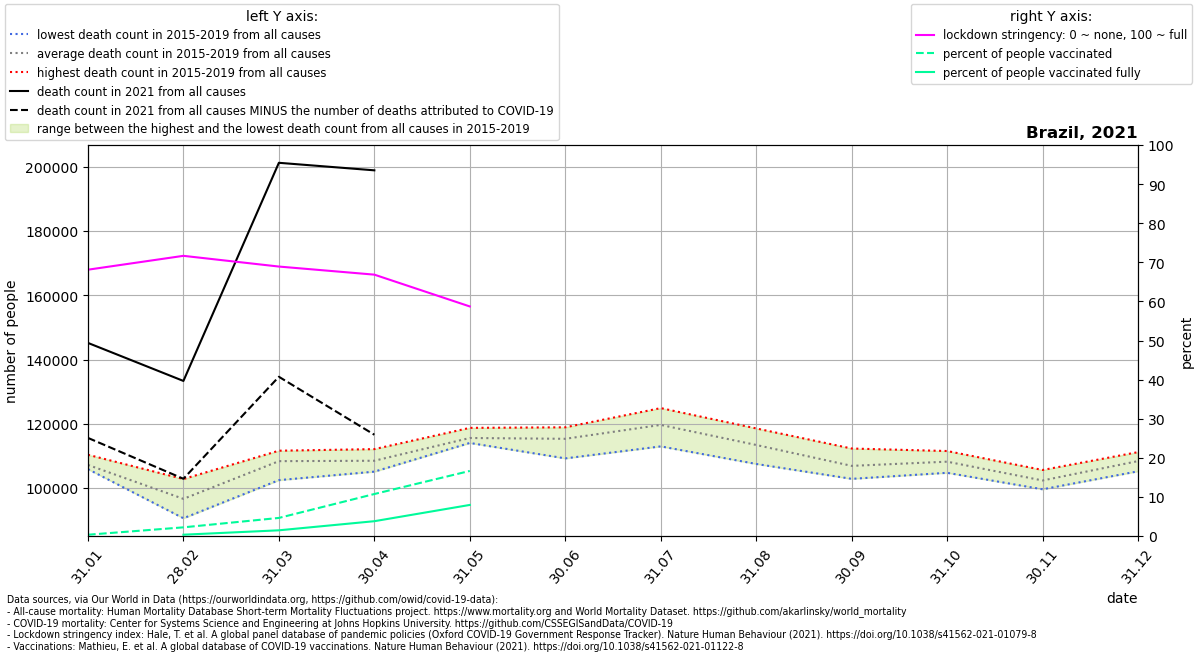 left Y axis:
lowest death count in 2015-2019 from all causes
average death count in 2015-2019 from all causes
highest death count in 2015-2019 from all causes
death count in 2021 from all causes
death count in 2021 from all causes MINUS the number of deaths attributed to COVID-19
range between the highest and the lowest death count from all causes in 2015-2019
right Y axis:
lockdown stringency: 0 ~ none, 100 ~ full
percent of people vaccinated
percent of people vaccinated fully
Brazil, 2021
number of people
200000
180000
160000
140000
120000
100000
100
90
80
70
60
50
40
30
20
10
0
percent
31.01
28.02
31.03
30.04
31.05
30.06
31.07
31.08
30.09
31.10
30.11
31.12
date
Data sources, via Our World in Data (https://ourworldindata.org, https://github.com/owid/covid-19-data):
- All-cause mortality: Human Mortality Database Short-term Mortality Fluctuations project. https://www.mortality.org and World Mortality Dataset. https://github.com/akarlinsky/world_mortality
- COVID-19 mortality: Center for Systems Science and Engineering at Johns Hopkins University. https://github.com/CSSEGISandData/COVID-19
- Lockdown stringency index: Hale, T. et al. A global panel database of pandemic policies (Oxford COVID-19 Government Response Tracker). Nature Human Behaviour (2021). https://doi.org/10.1038/s41562-021-01079-8
- Vaccinations: Mathieu, E. et al. A global database of COVID-19 vaccinations. Nature Human Behaviour (2021). https://doi.org/10.1038/s41562-021-01122-8